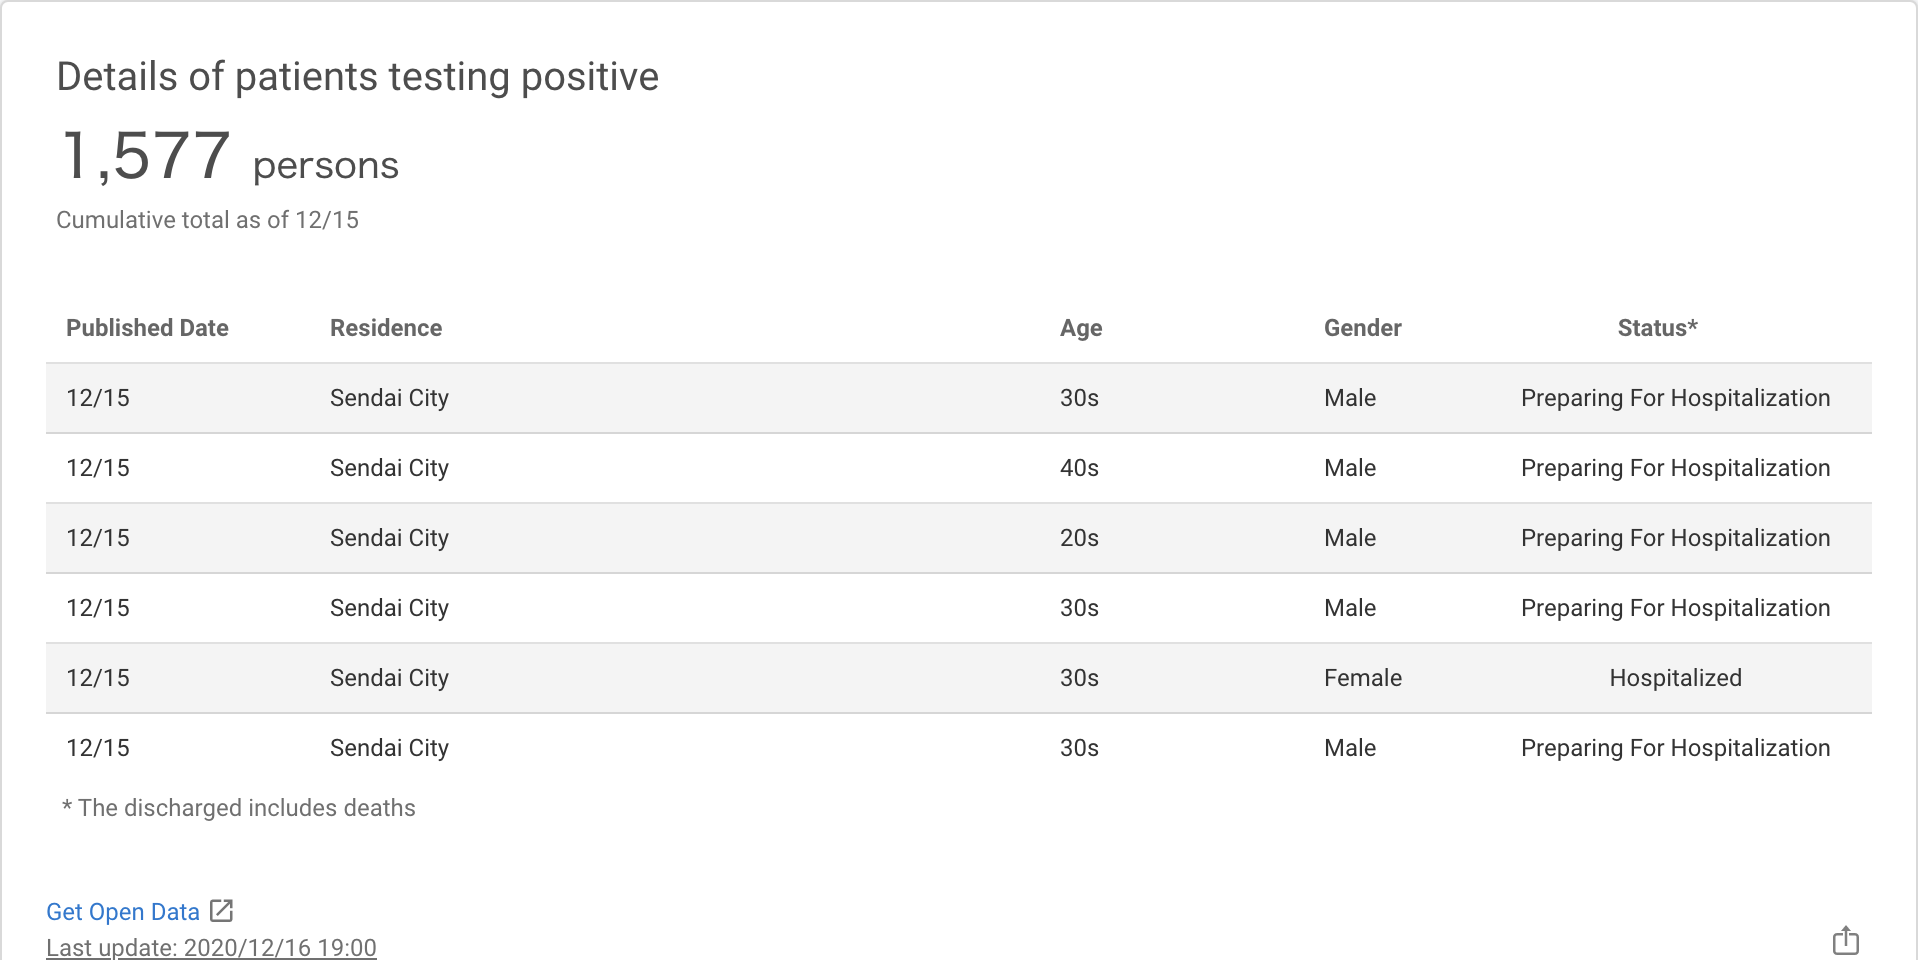 Details of patients testing positive
1,577 persons
Cumulative total as of 12/15
Published Date Residence Age Gender Status*
12/15 Sendai City 30s Male Preparing For Hospitalization
12/15 Sendai City 40s Male Preparing For Hospitalization
12/15 Sendai City 20s Male Preparing For Hospitalization
12/15 Sendai City 30s Male Preparing For Hospitalization
12/15 Sendai City 30s Female Hospitalized
12/15 Sendai City 30s Male Preparing For Hospitalization
* The discharged includes deaths
Get Open Data
Last update: 2020/12/16 19:00